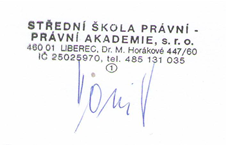 STŘEDNÍ ŠKOLA PRÁVNÍ -
PRÁVNÍ AKADEMIE, s.r.o.
460 01 LIBEREC, Dr. M. Horákové 447/60
IČ 25025970, tel. 485 131 035
1